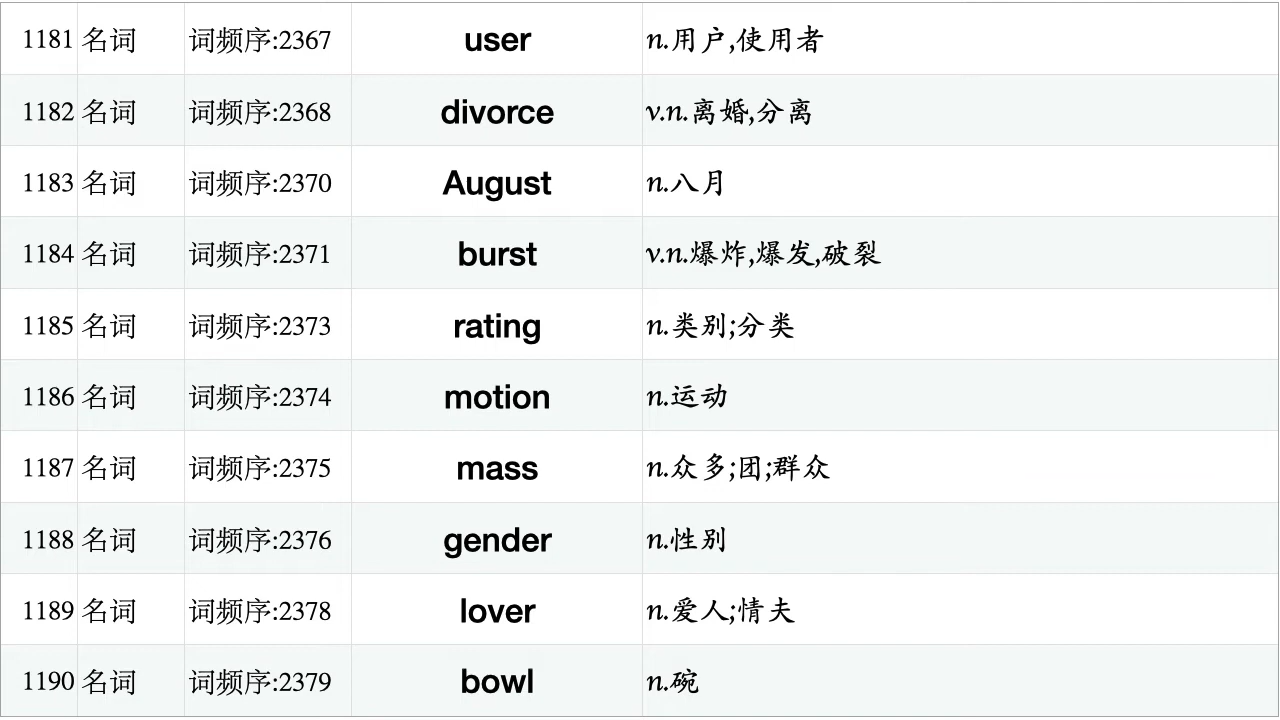 1181 名词 词频序:2367 user n.用户,使用者
1182 名词 词频序:2368 divorce v.n.离婚,分离
1183 名词 词频序:2370 August n.八月
1184 名词 词频序:2371 burst v.n.爆炸,爆发,破裂
1185 名词 词频序:2373 rating n.类别;分类
1186 名词 词频序:2374 motion n.运动
1187 名词 词频序:2375 mass n.众多;团;群众
1188 名词 词频序:2376 gender n.性别
1189 名词 词频序:2378 lover n.爱人;情夫
1190 名词 词频序:2379 bowl n.碗